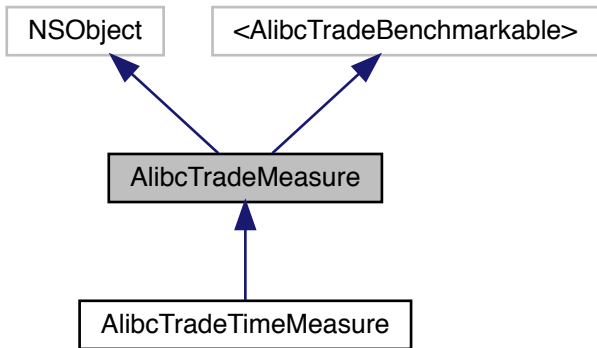 NSObject
<AlibcTradeBenchmarkable>
AlibcTradeMeasure
AlibcTradeTimeMeasure